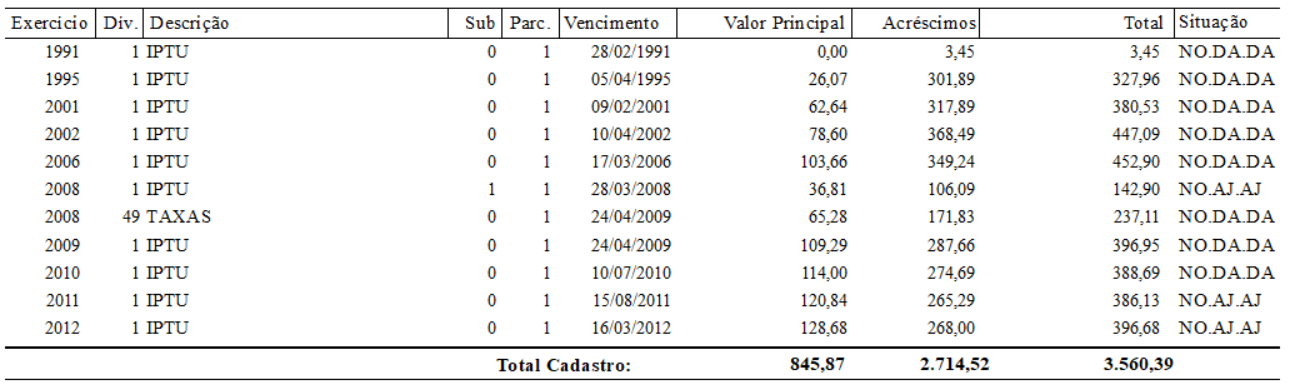 Exercicio Div. Descrição Sub Parc. Vencimento Valor Principal Acréscimos Total Situação
1991 1 IPTU 0 1 28/02/1991 0,00 3,45 3,45 NO.DA.DA
1995 1 IPTU 0 1 05/04/1995 26,07 301,89 327,96 NO.DA.DA
2001 1 IPTU 0 1 09/02/2001 62,64 317,89 380,53 NO.DA.DA
2002 1 IPTU 0 1 10/04/2002 78,60 368,49 447,09 NO.DA.DA
2006 1 IPTU 0 1 17/03/2006 103,66 349,24 452,90 NO.DA.DA
2008 1 IPTU 1 1 28/03/2008 36,81 106,09 142,90 NO.AJ.AJ
2008 49 TAXAS 0 1 24/04/2009 65,28 171,83 237,11 NO.DA.DA
2009 1 IPTU 0 1 24/04/2009 109,29 287,66 396,95 NO.DA.DA
2010 1 IPTU 0 1 10/07/2010 114,00 274,69 388,69 NO.DA.DA
2011 1 IPTU 0 1 15/08/2011 120,84 265,29 386,13 NO.AJ.AJ
2012 1 IPTU 0 1 16/03/2012 128,68 268,00 396,68 NO.AJ.AJ
Total Cadastro: 845,87 2.714,52 3.560,39